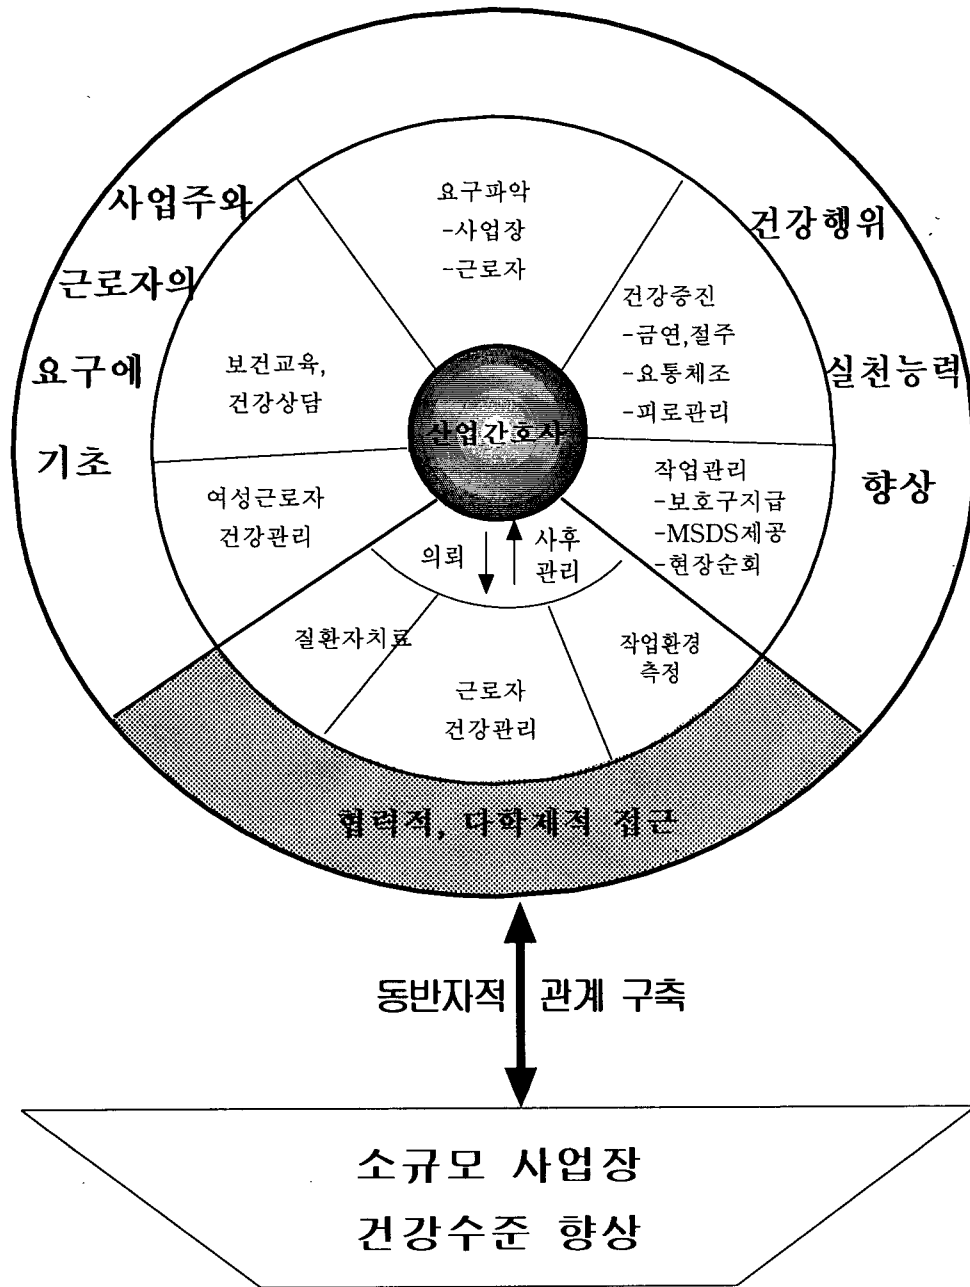 사업주와
근로자의
요구에
기초
건강행위
실천능력
향상
요구파악
-사업장
-근로자
건강증진
-금연,절주
-요통체조
-피로관리
보건교육,
건강상담
산업간호사
작업관리
-보호구지급
-MSDS제공
-현장순회
여성근로자
건강관리
의뢰
사후
관리
질환자치료
근로자
건강관리
작업환경
측정
협력적, 다학제적 접근
동반자적 관계 구축
소규모 사업장
건강수준 향상